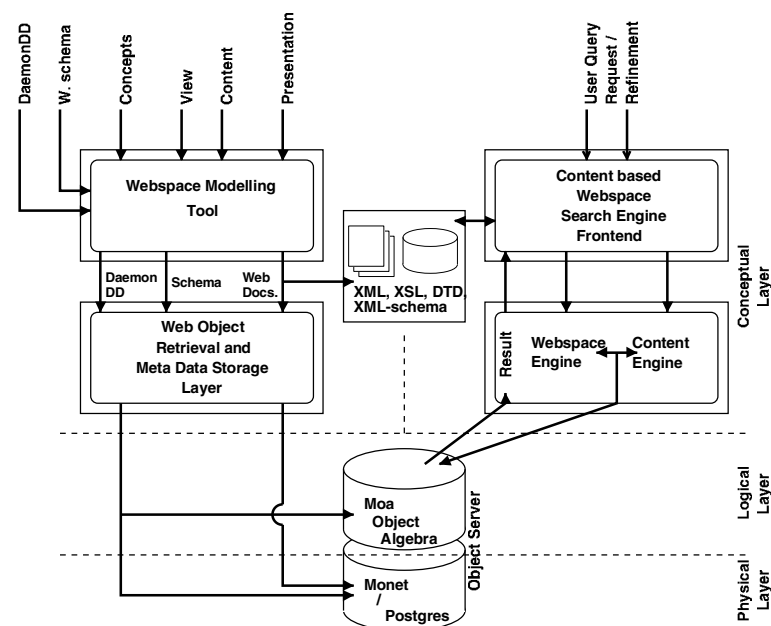 DaemonDD
W. schema
Concepts
View
Content
Presentation
User Query
Request /
Refinement
Webspace Modelling
Tool
Content based
Webspace
Search Engine
Frontend
Daemon
DD
Schema
Web
Docs.
XML, XSL, DTD,
XML-schema
Conceptual
Layer
Web Object
Retrieval and
Meta Data Storage
Layer
Result
Webspace
Engine
Content
Engine
Moa
Object
Algebra
Object Server
Logical
Layer
Monet
/
Postgres
Physical
Layer